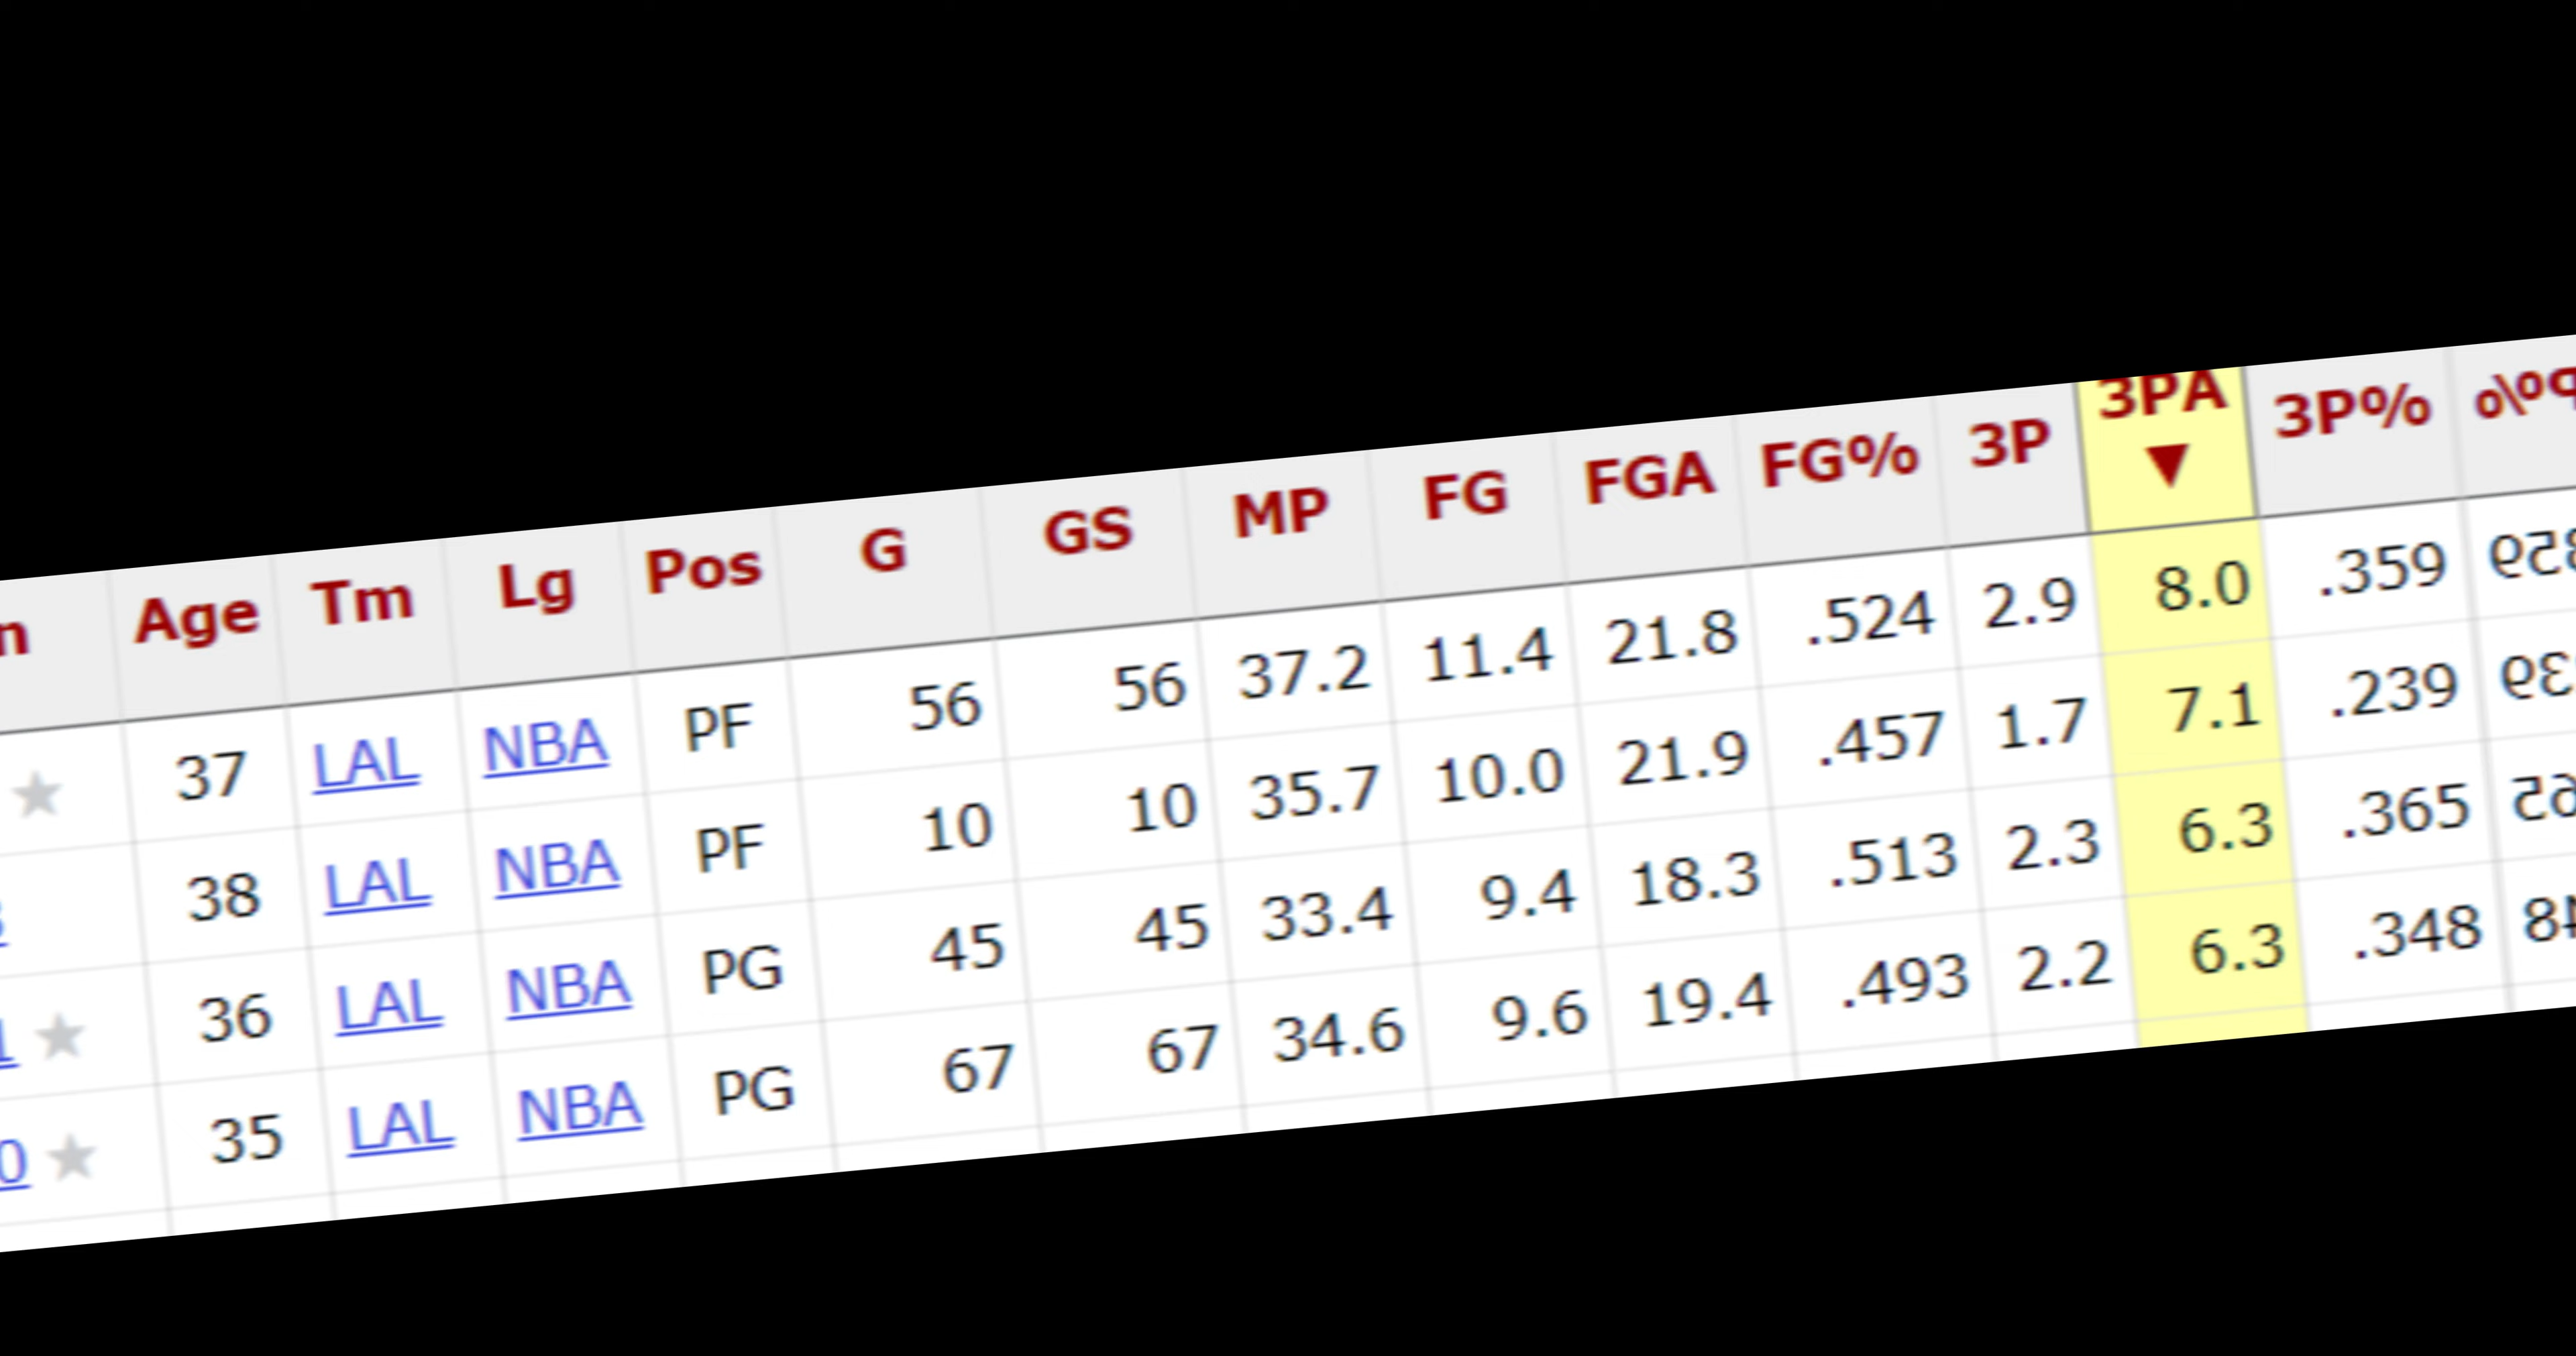 n Age Tm Lg Pos G GS MP FG FGA FG% 3P 3PA ▼ 3P%
★ 37 LAL NBA PF 56 56 37.2 11.4 21.8 .524 2.9 8.0 .359
38 LAL NBA PF 10 10 35.7 10.0 21.9 .457 1.7 7.1 .239
1 ★ 36 LAL NBA PG 45 45 33.4 9.4 18.3 .513 2.3 6.3 .365
0 ★ 35 LAL NBA PG 67 67 34.6 9.6 19.4 .493 2.2 6.3 .348